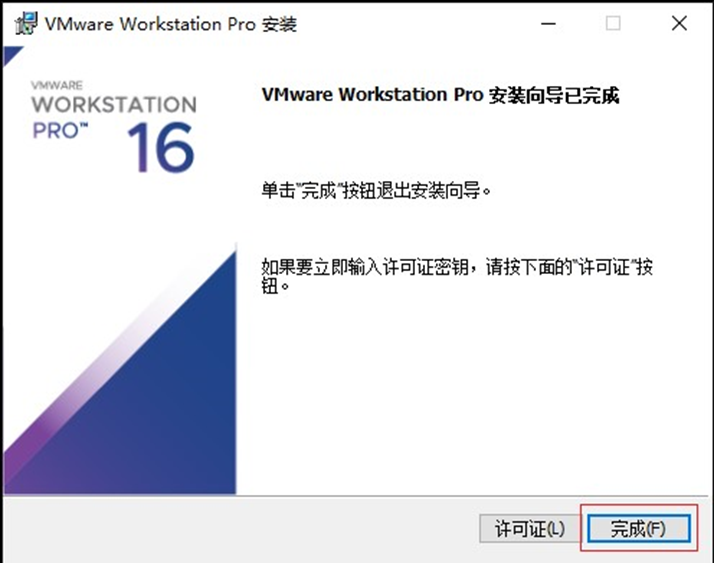 VMware Workstation Pro 安装
VMWARE
WORKSTATION
PRO™ 16
VMware Workstation Pro 安装向导已完成
单击"完成"按钮退出安装向导。
如果要立即输入许可证密钥，请按下面的"许可证"按
钮。
许可证(L) 完成(F)